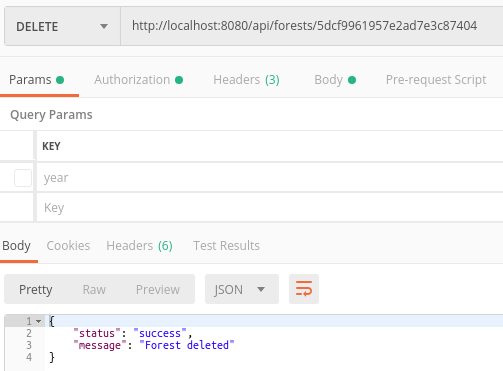 DELETE http://localhost:8080/api/forests/5dcf9961957e2ad7e3c87404
Params Authorization Headers (3) Body Pre-request Script
Query Params
KEY
year
Key
Body Cookies Headers (6) Test Results
Pretty Raw Preview JSON
1 {
2 "status": "success",
3 "message": "Forest deleted"
4 }